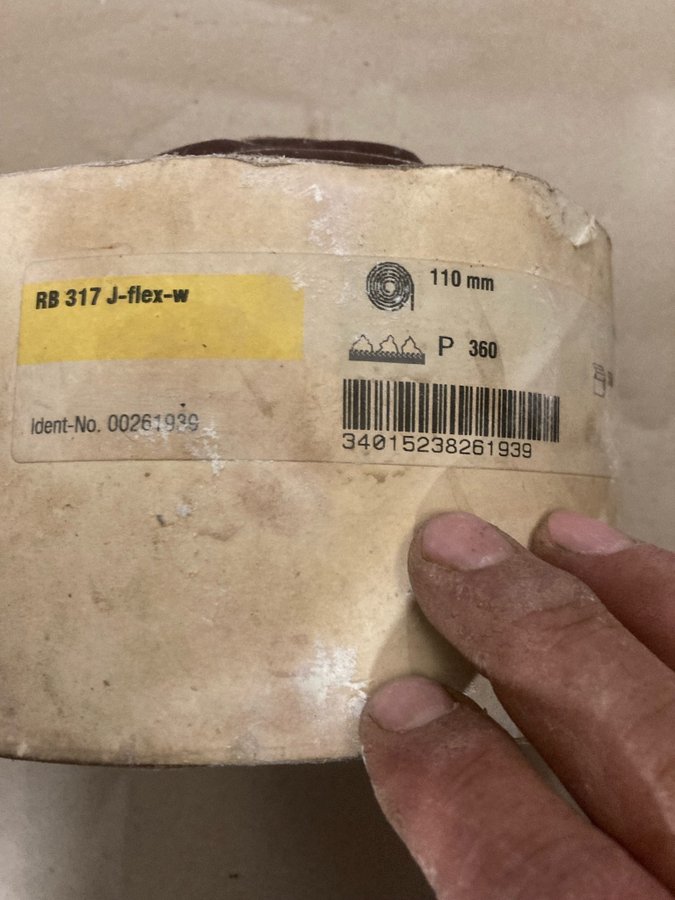 RB 317 J-flex-w
110 mm
P 360
Ident-No. 00261939
34015238261939